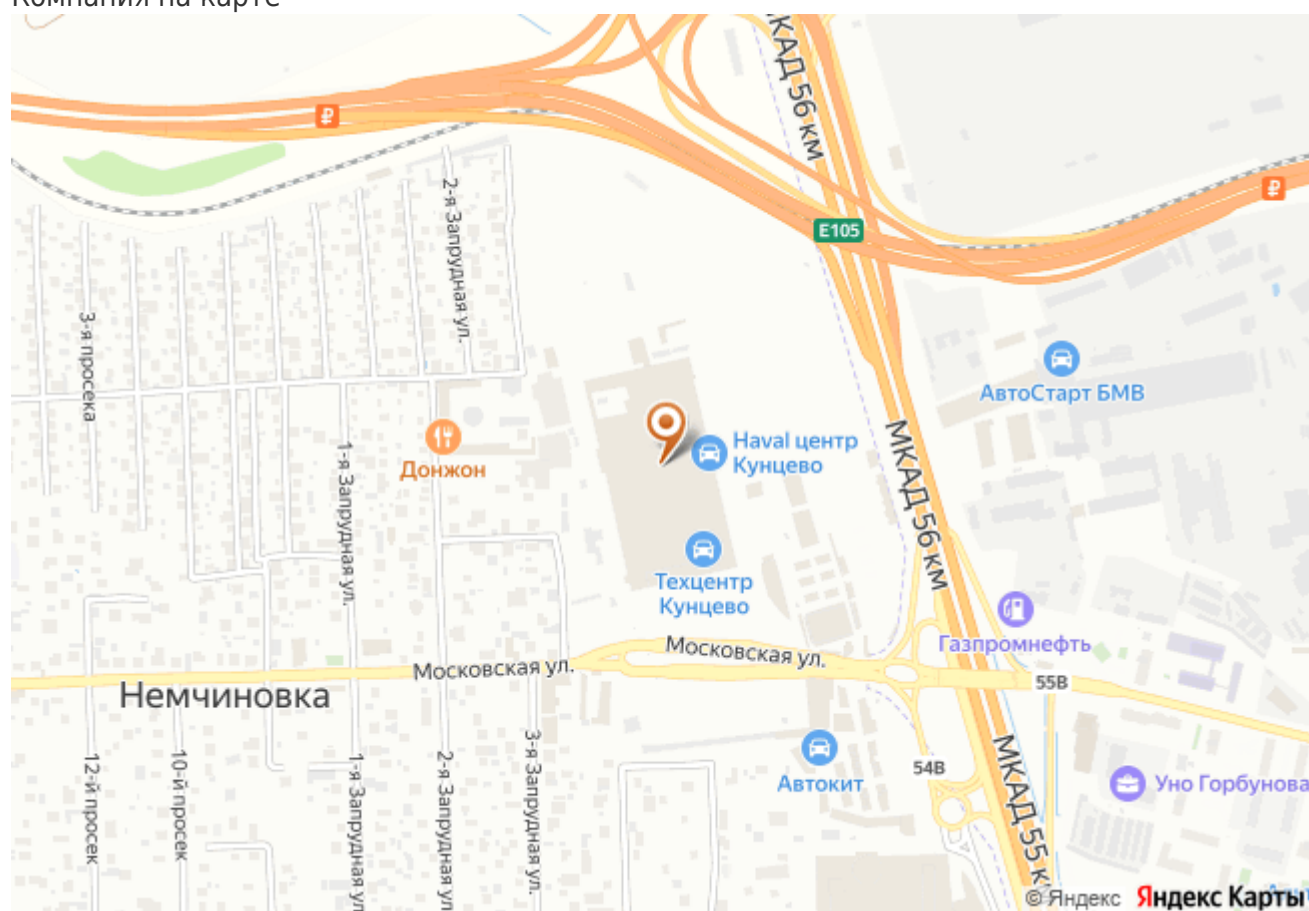 Компания на карте
МКАД 56 км
₽
2-я Запрудная ул.
₽
E105
3-я просека
АвтоСтарт БМВ
Haval центр
Кунцево
Донжон
1-я Запрудная ул.
МКАД 56 км
Техцентр
Кунцево
Газпромнефть
Московская ул.
Московская ул.
55В
Немчиновка
12-й просек
10-й просек
1-я Запрудная ул
2-я Запрудная ул.
3-я Запрудная ул.
Автокит
54В
МКАД 55 к
Уно Горбунова
© Яндекс Яндекс Карты